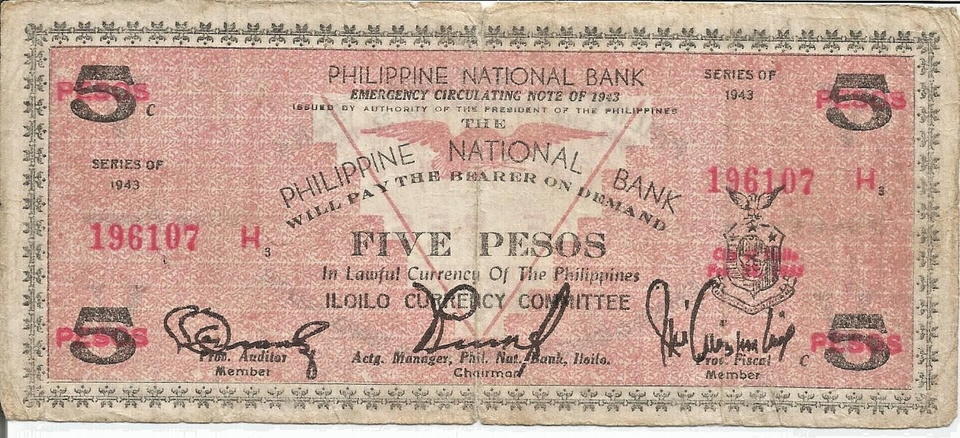 5 PESOS C
PHILIPPINE NATIONAL BANK
EMERGENCY CIRCULATING NOTE OF 1943
ISSUED BY AUTHORITY OF THE PRESIDENT OF THE PHILIPPINES
SERIES OF
1943
5 PESOS
THE
PHILIPPINE NATIONAL BANK
WILL PAY THE BEARER ON DEMAND
SERIES OF
1943
196107 H3
196107 H3
FIVE PESOS
In Lawful Currency Of The Philippines
ILOILO CURRENCY COMMITTEE
5 PESOS
Prov. Auditor
Member
Actg. Manager, Phil. Nat. Bank, Iloilo.
Chairman
Prov. Fiscal
Member
C
5 PESOS